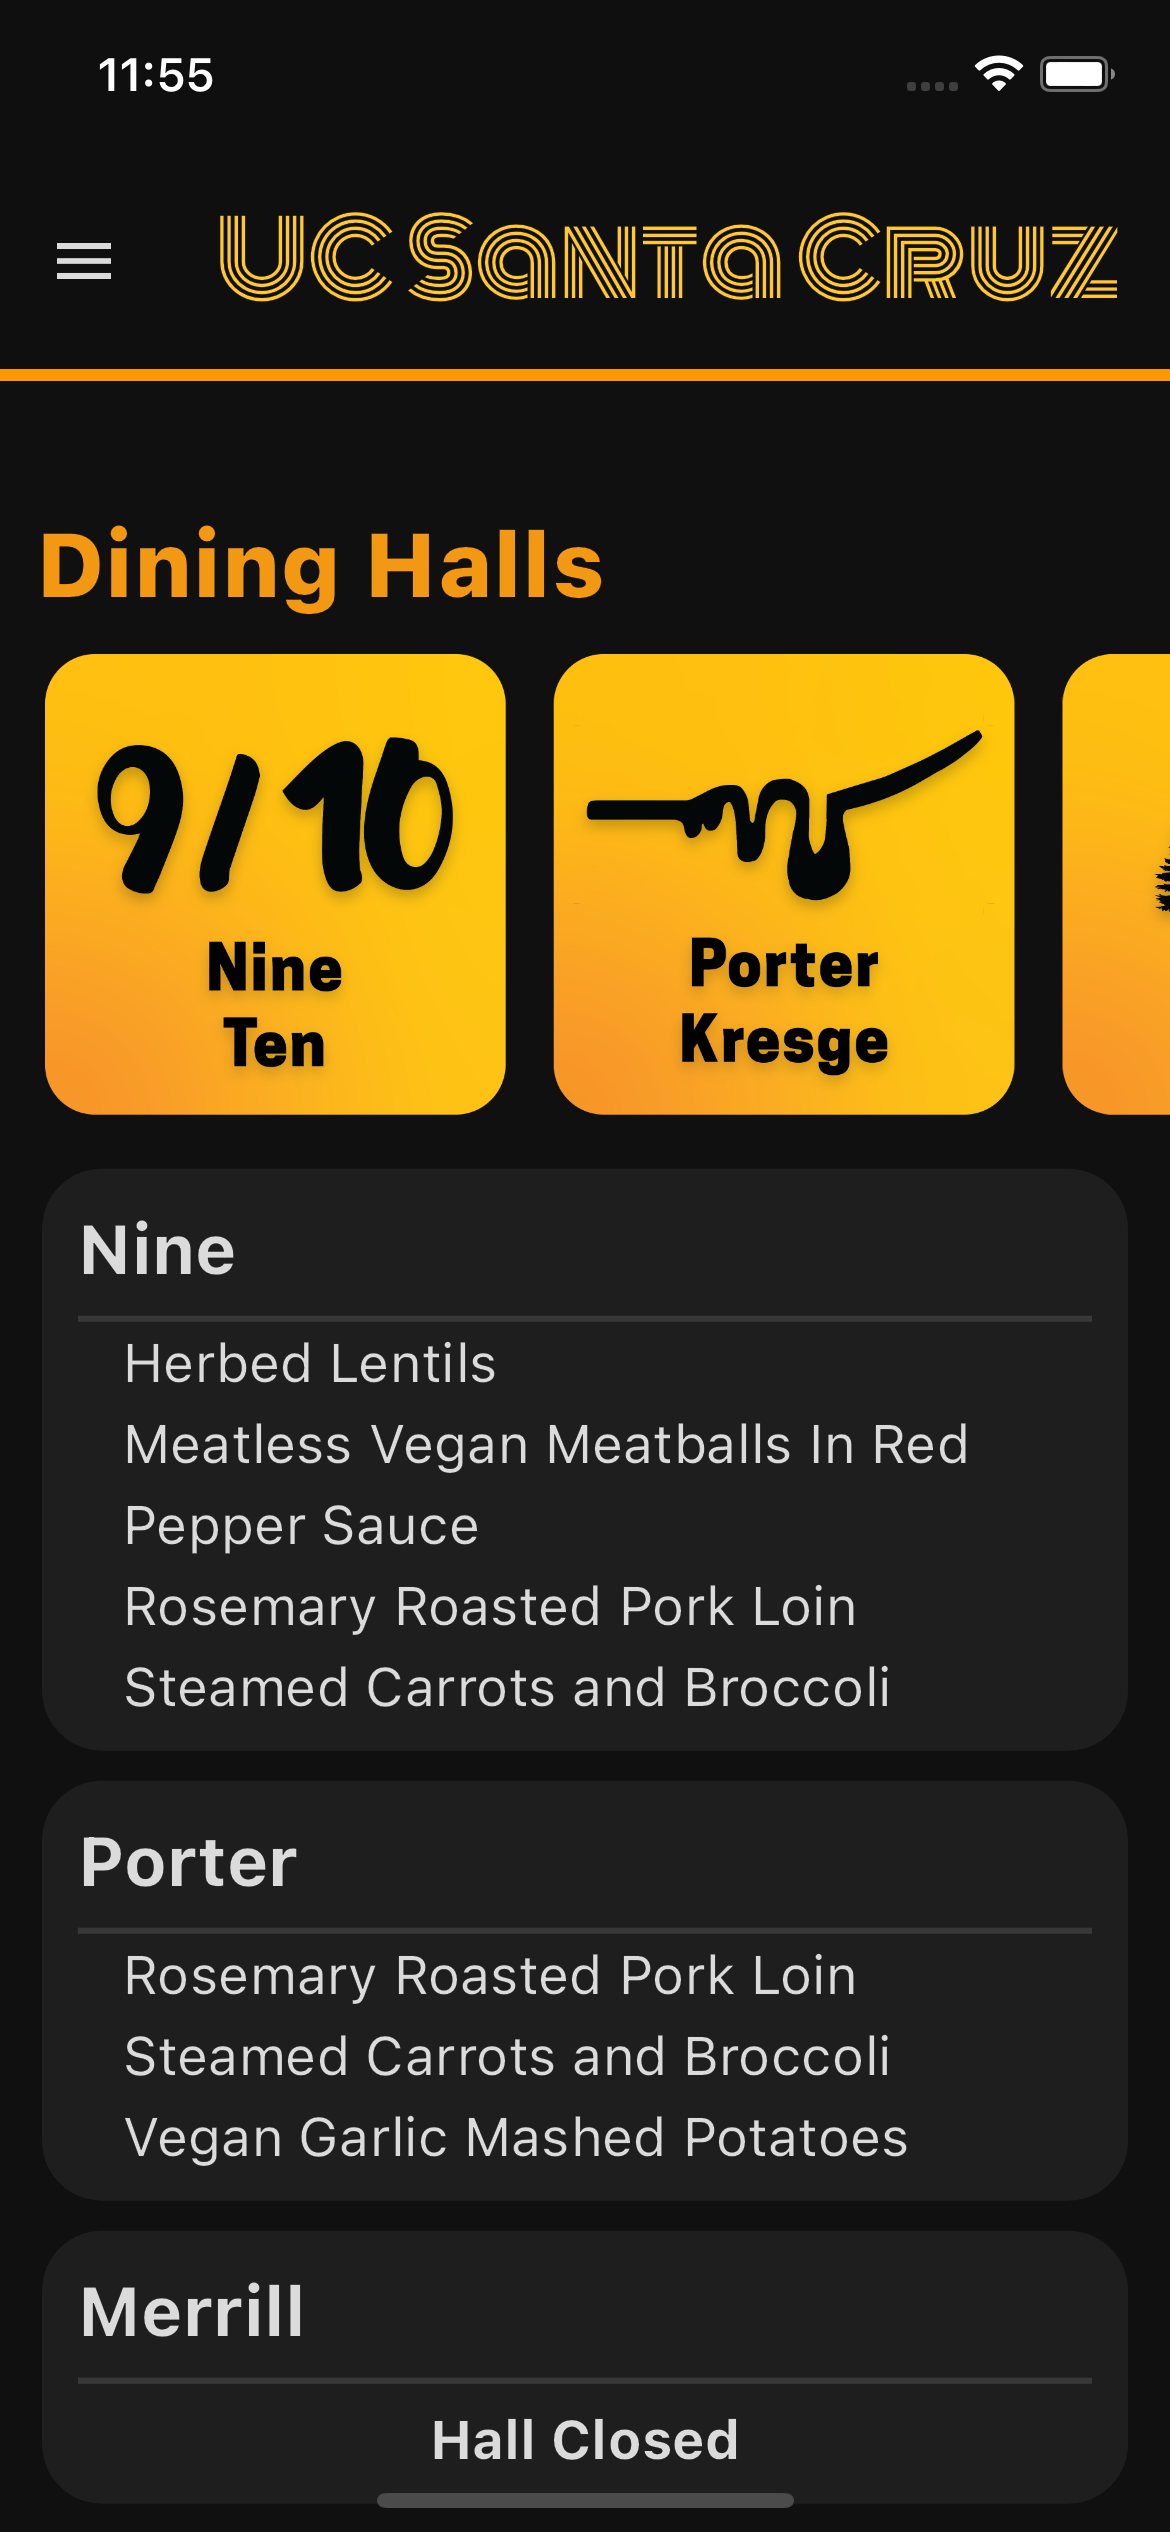 11:55
UC Santa Cruz
Dining Halls
9/10
Nine
Ten
Porter
Kresge
Nine
Herbed Lentils
Meatless Vegan Meatballs In Red
Pepper Sauce
Rosemary Roasted Pork Loin
Steamed Carrots and Broccoli
Porter
Rosemary Roasted Pork Loin
Steamed Carrots and Broccoli
Vegan Garlic Mashed Potatoes
Merrill
Hall Closed